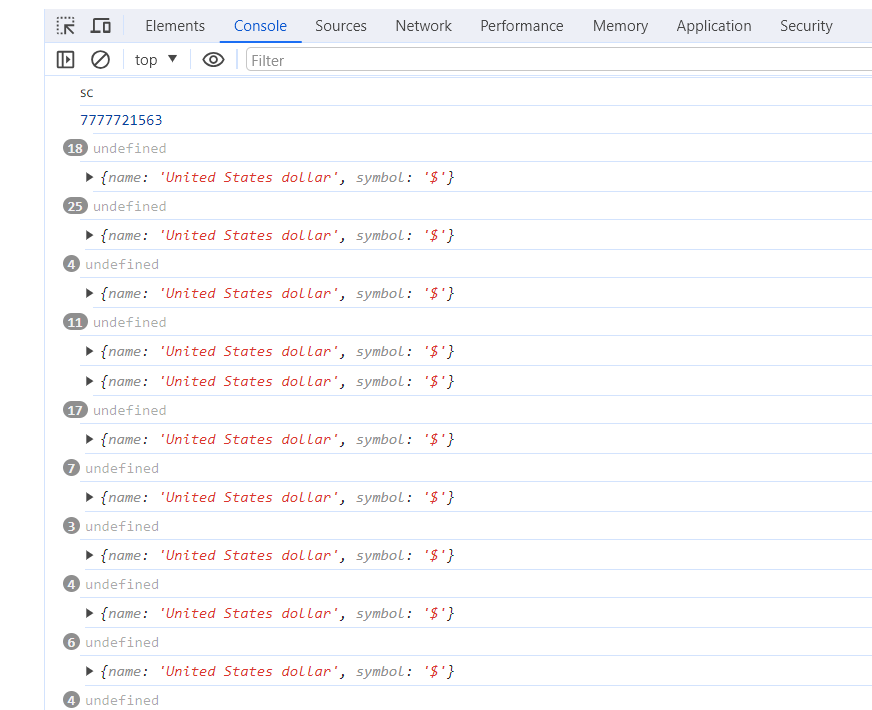 Elements Console Sources Network Performance Memory Application Security
top Filter
sc
7777721563
18 undefined
{name: 'United States dollar', symbol: '$'}
25 undefined
{name: 'United States dollar', symbol: '$'}
4 undefined
{name: 'United States dollar', symbol: '$'}
11 undefined
{name: 'United States dollar', symbol: '$'}
{name: 'United States dollar', symbol: '$'}
17 undefined
{name: 'United States dollar', symbol: '$'}
7 undefined
{name: 'United States dollar', symbol: '$'}
3 undefined
{name: 'United States dollar', symbol: '$'}
4 undefined
{name: 'United States dollar', symbol: '$'}
6 undefined
{name: 'United States dollar', symbol: '$'}
4 undefined